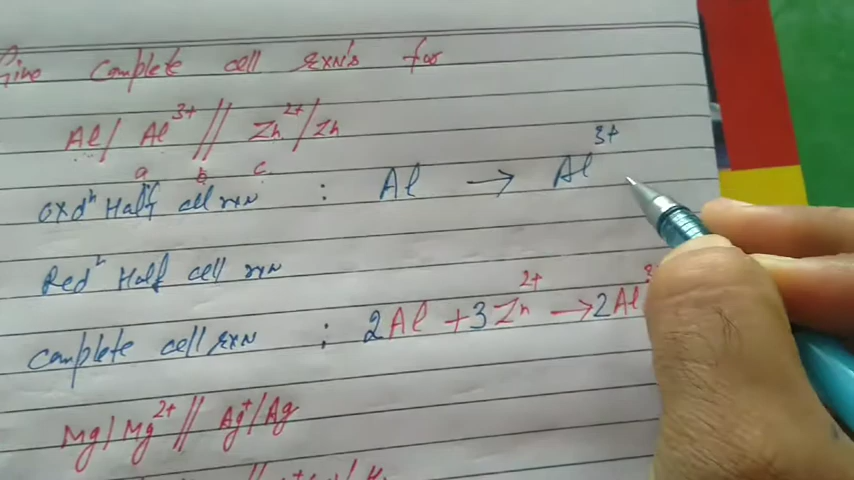 Give Complete cell rxn's for
Al/ Al3+// Zn2+/Zn
a b c
oxdn Half cell rxn : Al → Al3+
Redn Half cell rxn
Complete cell rxn : 2Al + 3Zn2+ → 2Al3
Mg/Mg2+// Ag+/Ag